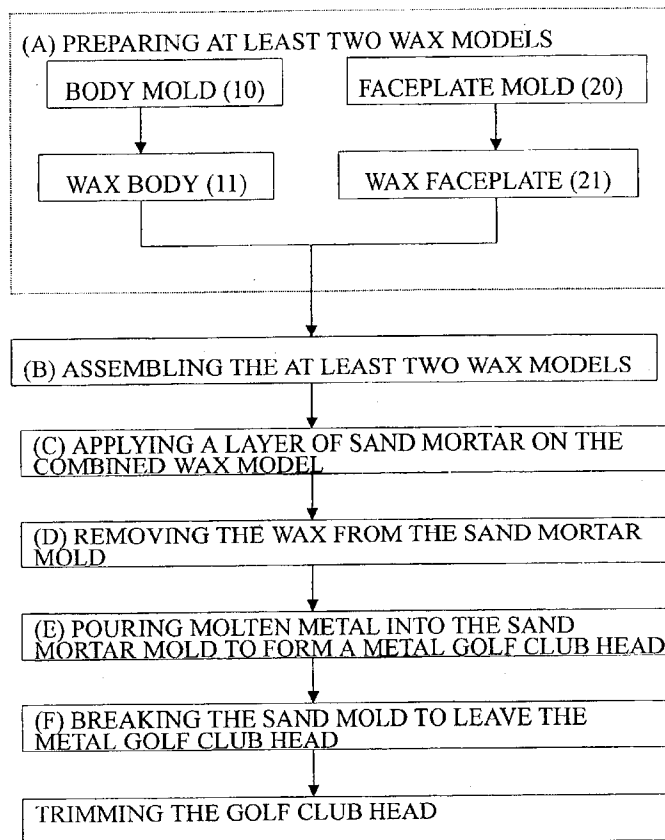 (A) PREPARING AT LEAST TWO WAX MODELS
BODY MOLD (10)
FACEPLATE MOLD (20)
WAX BODY (11)
WAX FACEPLATE (21)
(B) ASSEMBLING THE AT LEAST TWO WAX MODELS
(C) APPLYING A LAYER OF SAND MORTAR ON THE
COMBINED WAX MODEL
(D) REMOVING THE WAX FROM THE SAND MORTAR
MOLD
(E) POURING MOLTEN METAL INTO THE SAND
MORTAR MOLD TO FORM A METAL GOLF CLUB HEAD
(F) BREAKING THE SAND MOLD TO LEAVE THE
METAL GOLF CLUB HEAD
TRIMMING THE GOLF CLUB HEAD